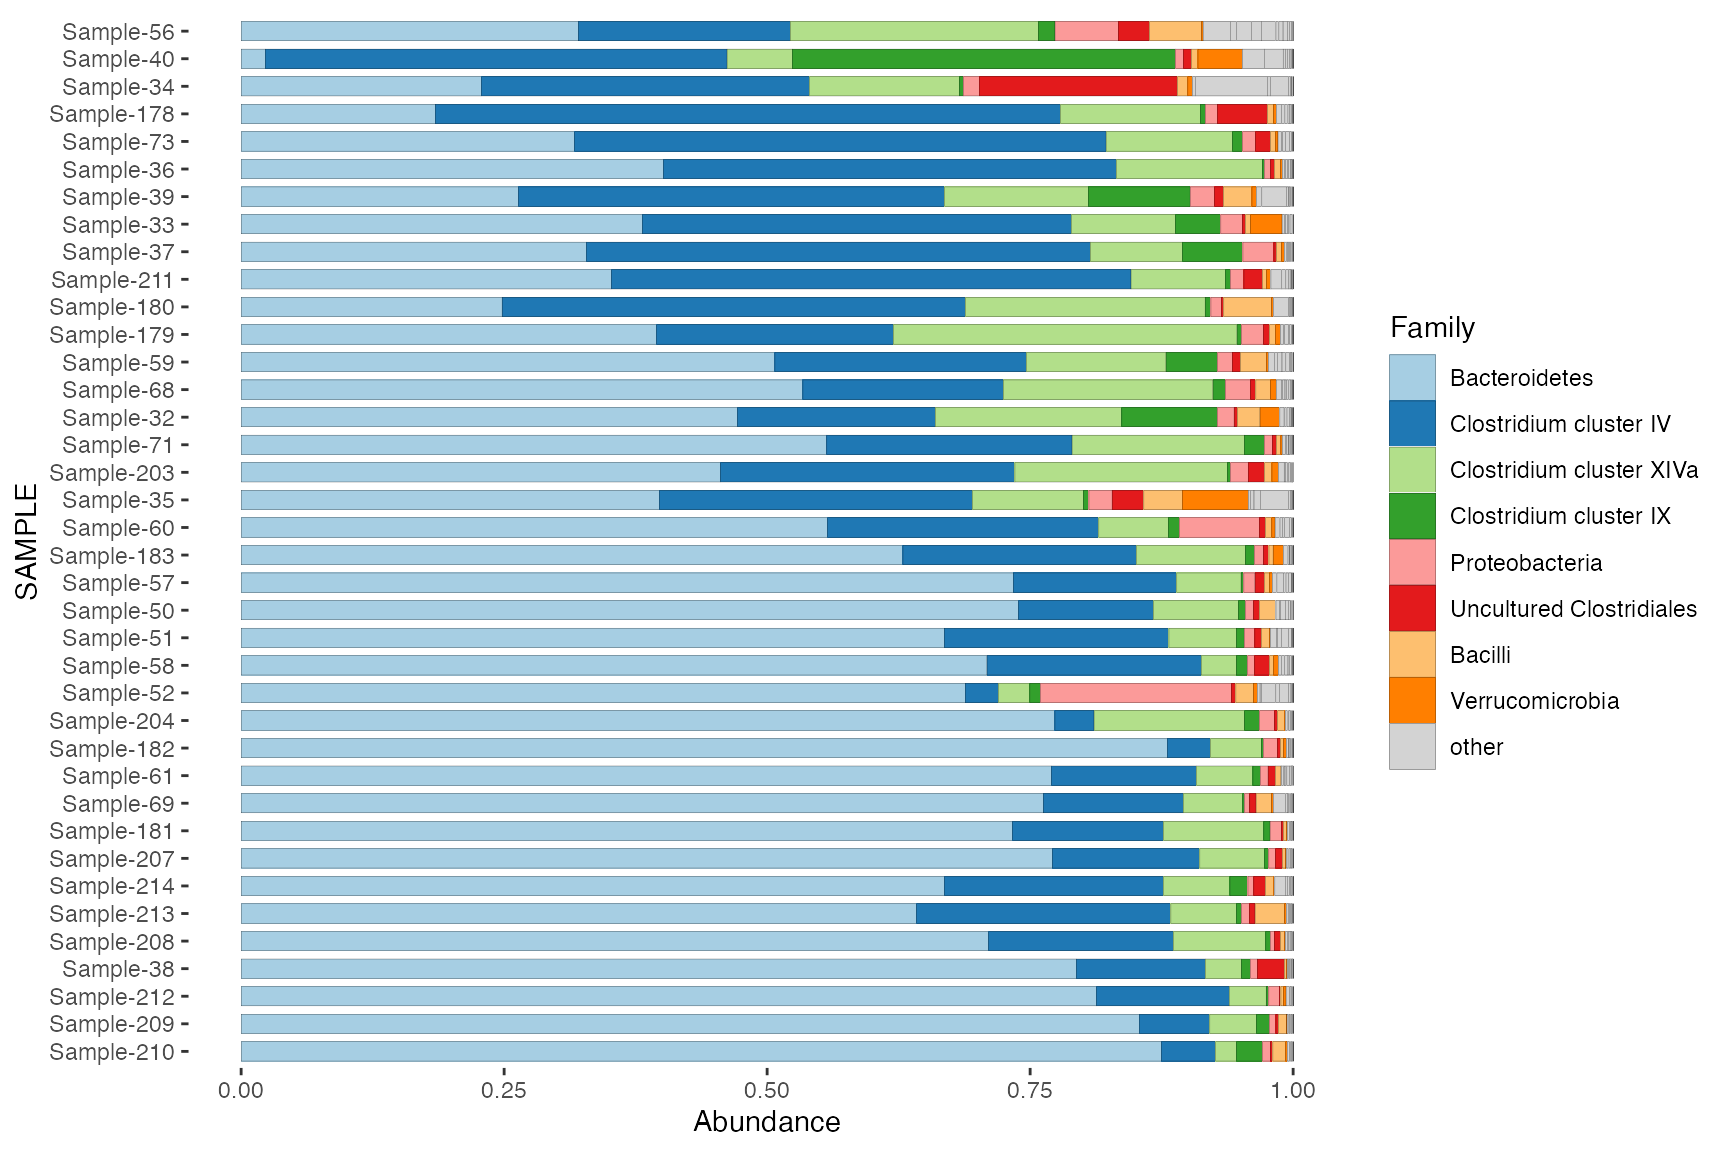 SAMPLE
Sample-56
Sample-40
Sample-34
Sample-178
Sample-73
Sample-36
Sample-39
Sample-33
Sample-37
Sample-211
Sample-180
Sample-179
Sample-59
Sample-68
Sample-32
Sample-71
Sample-203
Sample-35
Sample-60
Sample-183
Sample-57
Sample-50
Sample-51
Sample-58
Sample-52
Sample-204
Sample-182
Sample-61
Sample-69
Sample-181
Sample-207
Sample-214
Sample-213
Sample-208
Sample-38
Sample-212
Sample-209
Sample-210
0.00 0.25 0.50 0.75 1.00
Abundance
Family
Bacteroidetes
Clostridium cluster IV
Clostridium cluster XIVa
Clostridium cluster IX
Proteobacteria
Uncultured Clostridiales
Bacilli
Verrucomicrobia
other